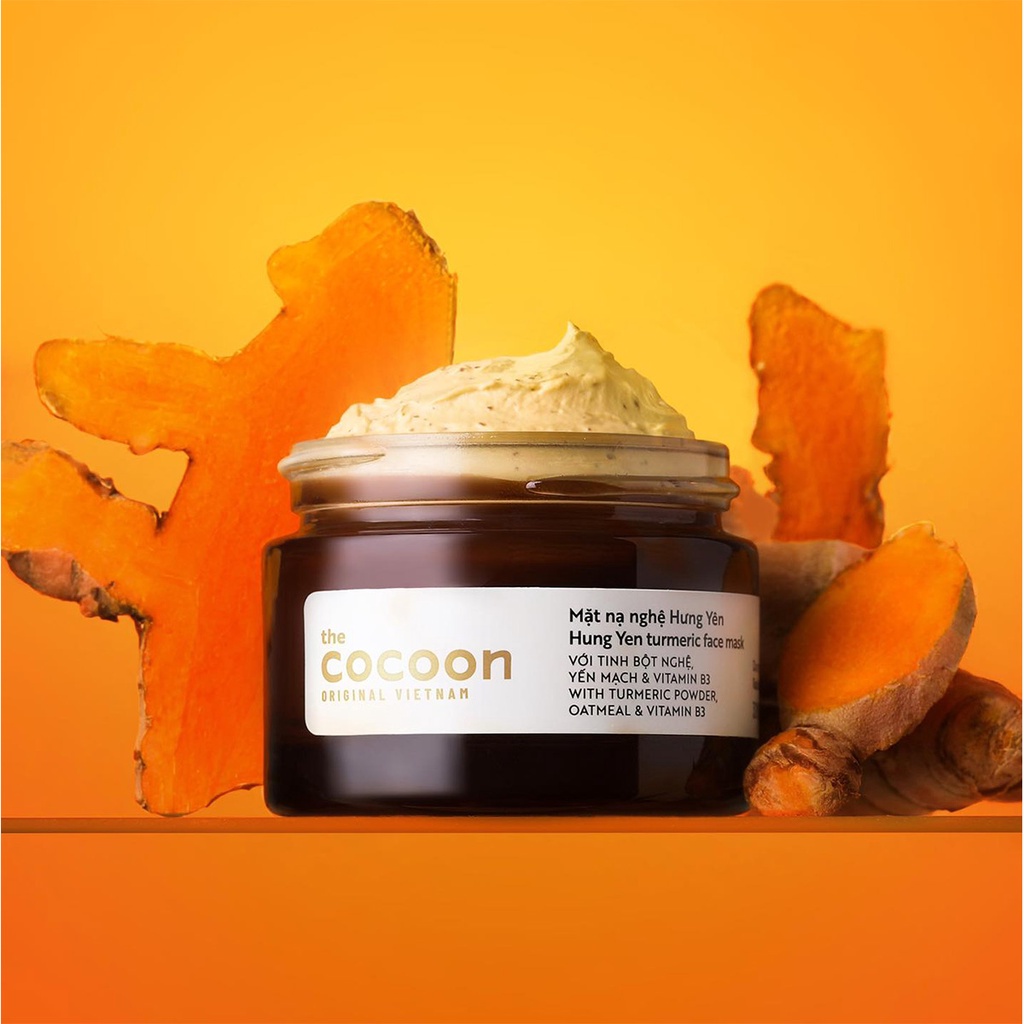 the
cocoon
ORIGINAL VIETNAM
Mặt nạ nghệ Hưng Yên
Hung Yen turmeric face mask
VỚI TINH BỘT NGHỆ,
YẾN MẠCH & VITAMIN B3
WITH TURMERIC POWDER,
OATMEAL & VITAMIN B3